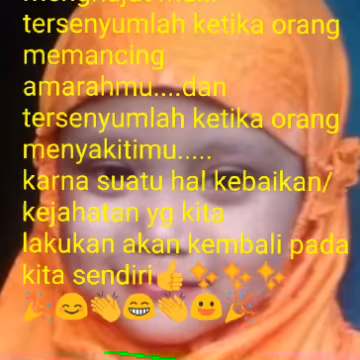 tersenyumlah ketika orang
memancing
amarahmu....dan
tersenyumlah ketika orang
menyakitimu.....
karna suatu hal kebaikan/
kejahatan yg kita
lakukan akan kembali pada
kita sendiri👍✨✨✨
🎉😊👏😂👏😃🎉